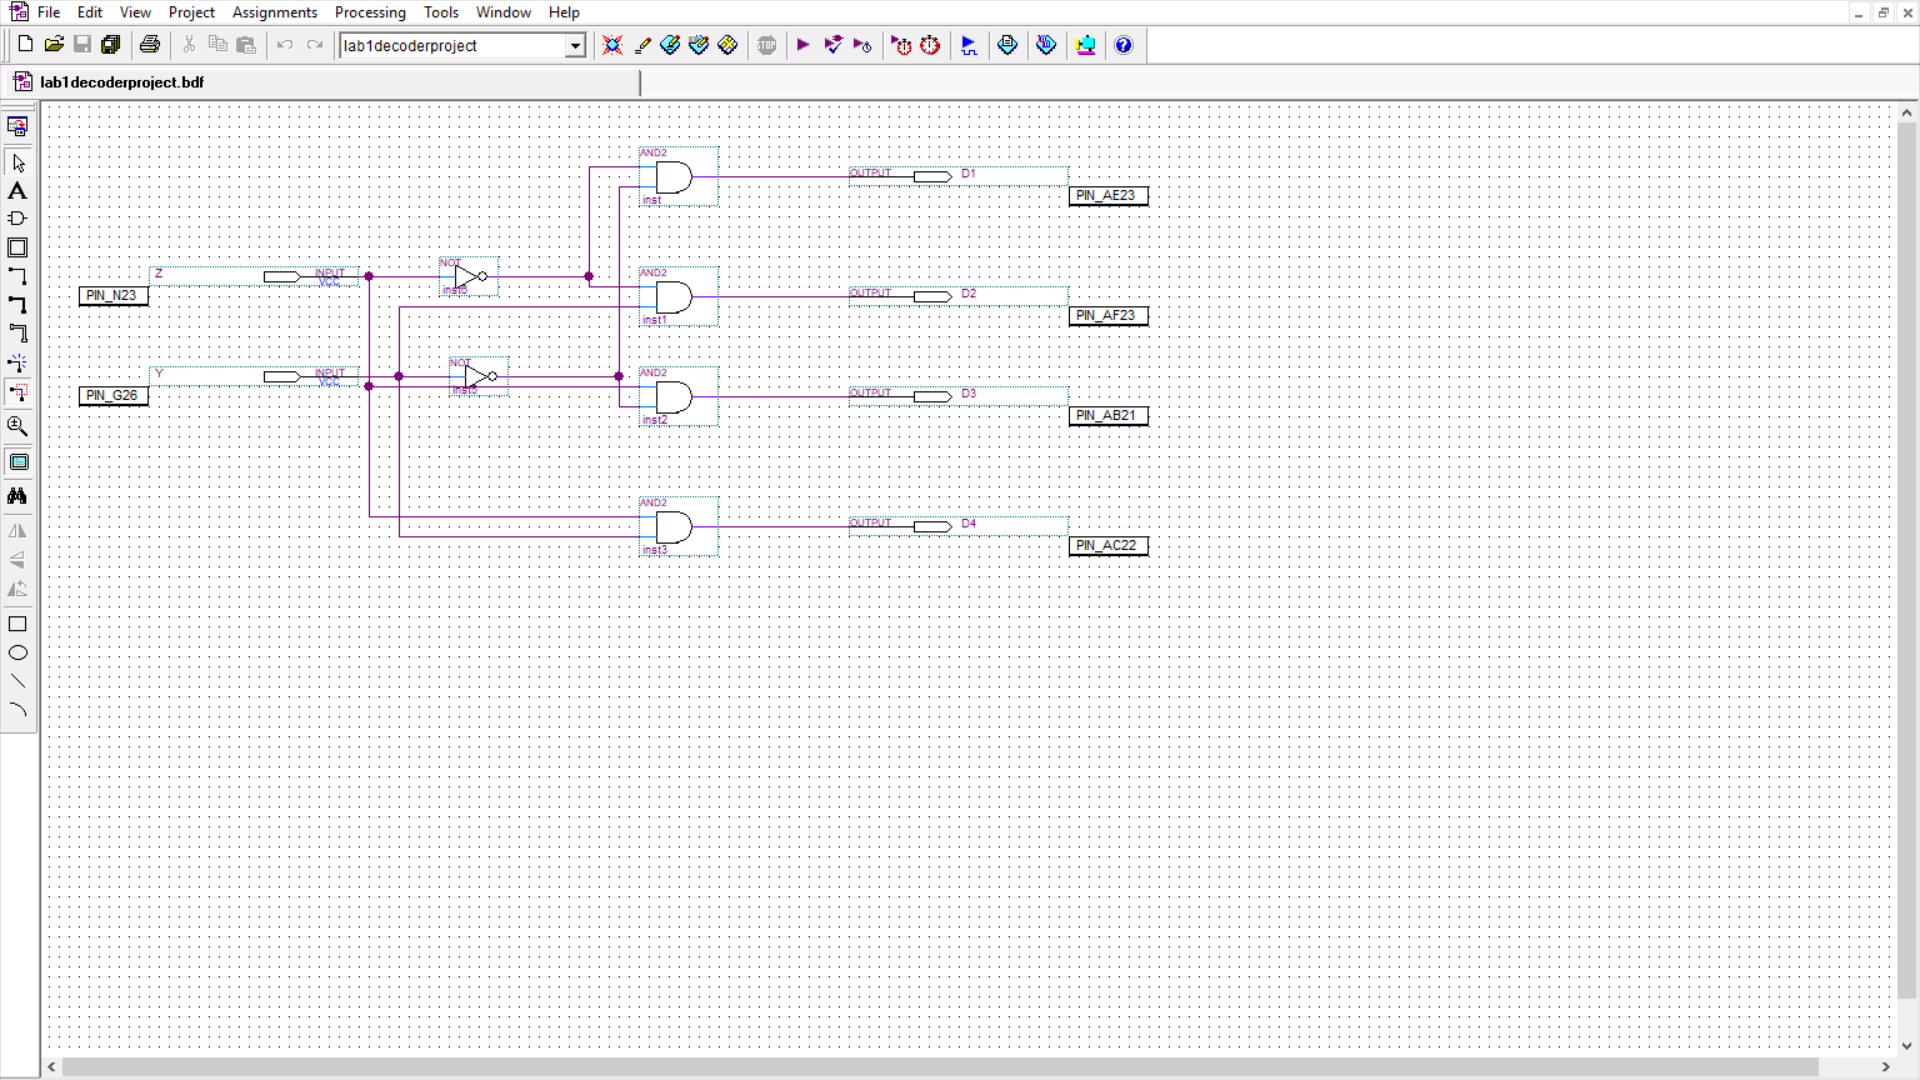 File Edit View Project Assignments Processing Tools Window Help
lab1decoderproject
STOP
lab1decoderproject.bdf
AND2
OUTPUT D1
PIN_AE23
inst
NOT
Z INPUT
VCC
AND2
PIN_N23
inst6
OUTPUT D2
PIN_AF23
inst1
NOT
Y INPUT
VCC
AND2
PIN_G26
inst5
OUTPUT D3
PIN_AB21
inst2
AND2
OUTPUT D4
PIN_AC22
inst3